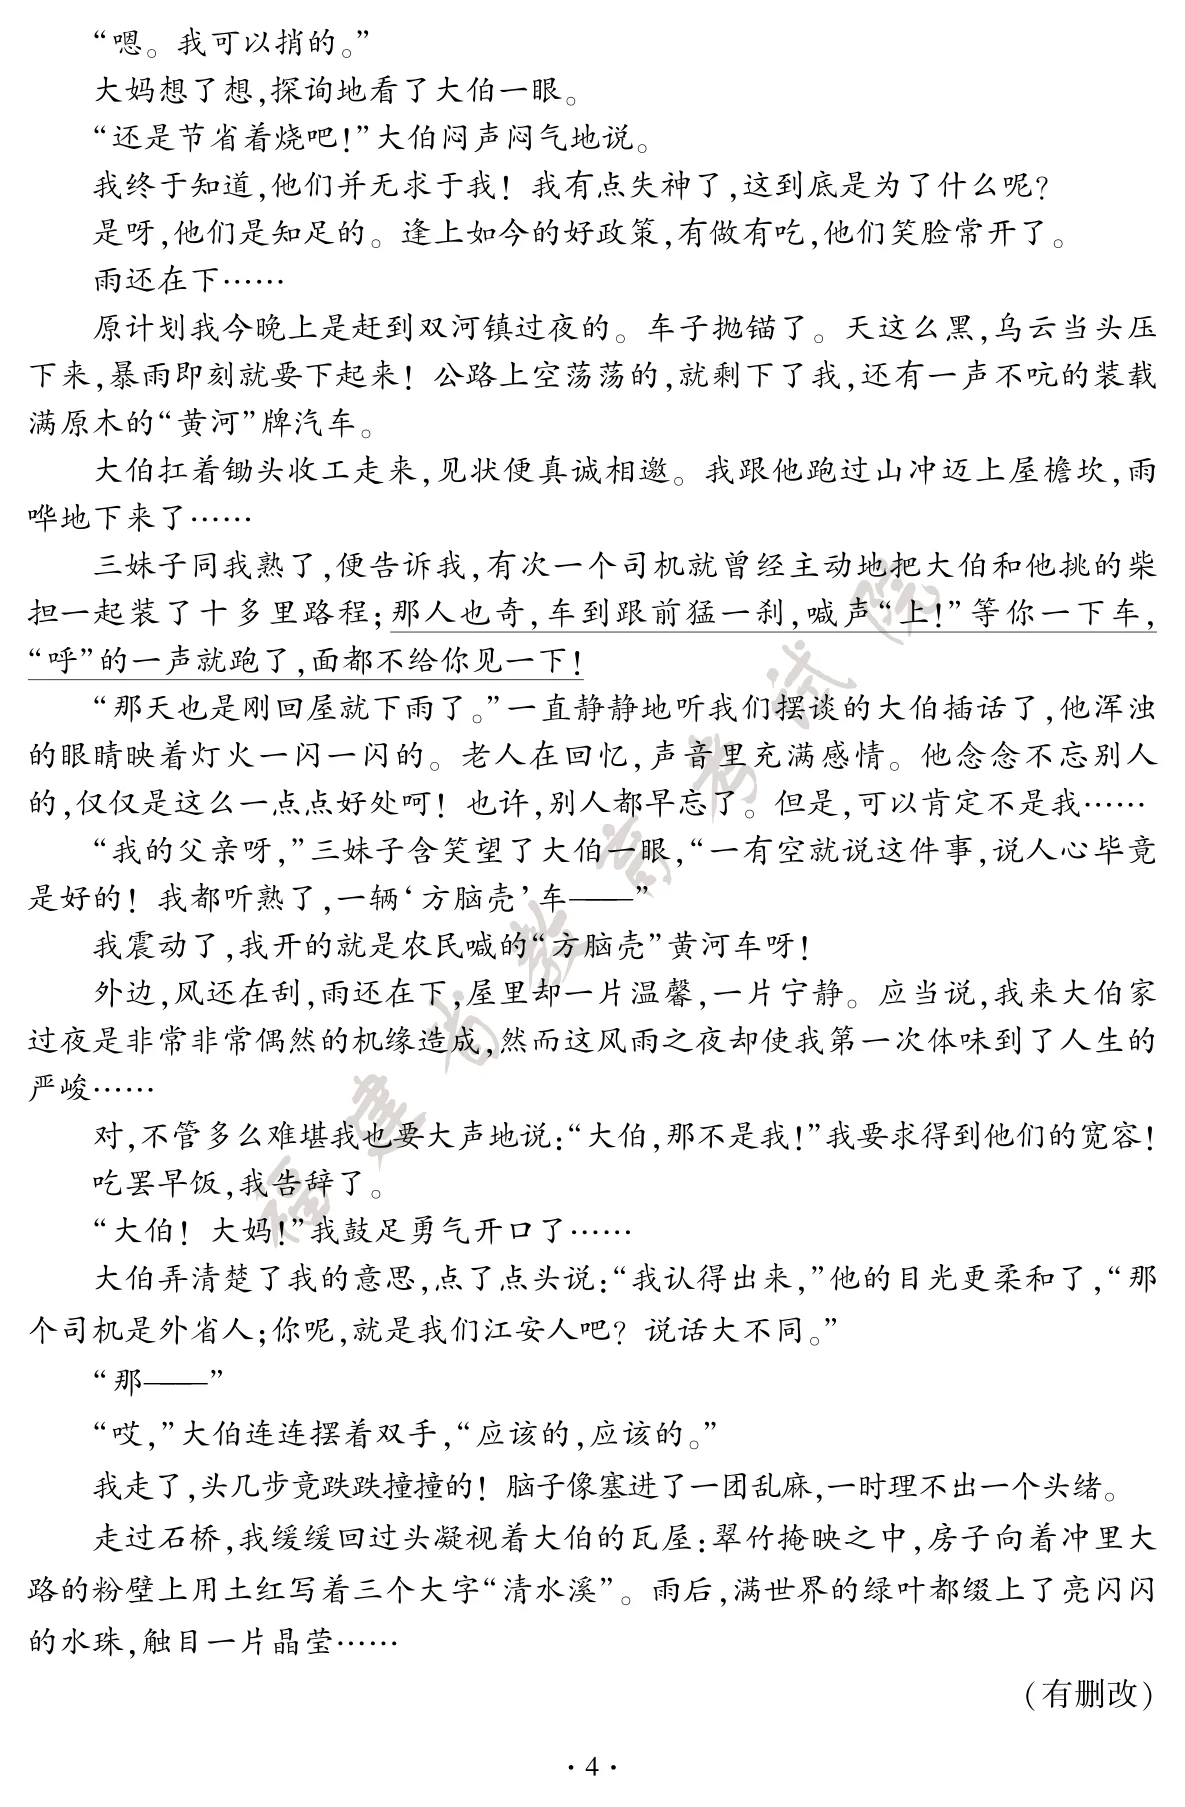 “嗯。我可以捎的。”
大妈想了想,探询地看了大伯一眼。
“还是节省着烧吧!”大伯闷声闷气地说。
我终于知道,他们并无求于我! 我有点失神了,这到底是为了什么呢?
是呀,他们是知足的。逢上如今的好政策,有做有吃,他们笑脸常开了。
雨还在下……
原计划我今晚上是赶到双河镇过夜的。车子抛锚了。天这么黑,乌云当头压
下来,暴雨即刻就要下起来! 公路上空荡荡的,就剩下了我,还有一声不吭的装载
满原木的“黄河”牌汽车。
大伯扛着锄头收工走来,见状便真诚相邀。我跟他跑过山冲迈上屋檐坎,雨
哗地下来了……
三妹子同我熟了,便告诉我,有次一个司机就曾经主动地把大伯和他挑的柴
担一起装了十多里路程;那人也奇,车到跟前猛一刹,喊声“上!”等你一下车,
“呼”的一声就跑了,面都不给你见一下!
“那天也是刚回屋就下雨了。”一直静静地听我们摆谈的大伯插话了,他浑浊
的眼睛映着灯火一闪一闪的。老人在回忆,声音里充满感情。他念念不忘别人
的,仅仅是这么一点点好处呵! 也许,别人都早忘了。但是,可以肯定不是我……
“我的父亲呀,”三妹子含笑望了大伯一眼,“一有空就说这件事,说人心毕竟
是好的! 我都听熟了,一辆‘方脑壳’车——”
我震动了,我开的就是农民喊的“方脑壳”黄河车呀!
外边,风还在刮,雨还在下,屋里却一片温馨,一片宁静。应当说,我来大伯家
过夜是非常非常偶然的机缘造成,然而这风雨之夜却使我第一次体味到了人生的
严峻……
对,不管多么难堪我也要大声地说:“大伯,那不是我!”我要求得到他们的宽容!
吃罢早饭,我告辞了。
“大伯! 大妈!”我鼓足勇气开口了……
大伯弄清楚了我的意思,点了点头说:“我认得出来,”他的目光更柔和了,“那
个司机是外省人;你呢,就是我们江安人吧? 说话大不同。”
“那——”
“哎,”大伯连连摆着双手,“应该的,应该的。”
我走了,头几步竟跌跌撞撞的! 脑子像塞进了一团乱麻,一时理不出一个头绪。
走过石桥,我缓缓回过头凝视着大伯的瓦屋:翠竹掩映之中,房子向着冲里大
路的粉壁上用土红写着三个大字“清水溪”。雨后,满世界的绿叶都缀上了亮闪闪
的水珠,触目一片晶莹……
(有删改)
· 4 ·
福建省教育考试院